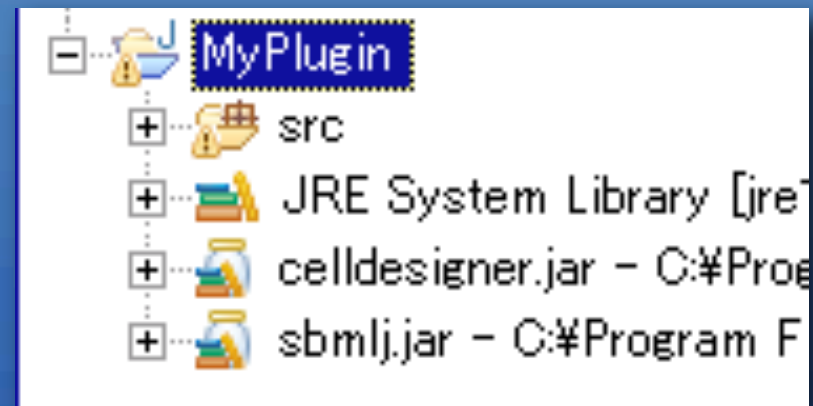 MyPlugin
src
JRE System Library [jre
celldesigner.jar - C:¥Prog
sbmlj.jar - C:¥Program F